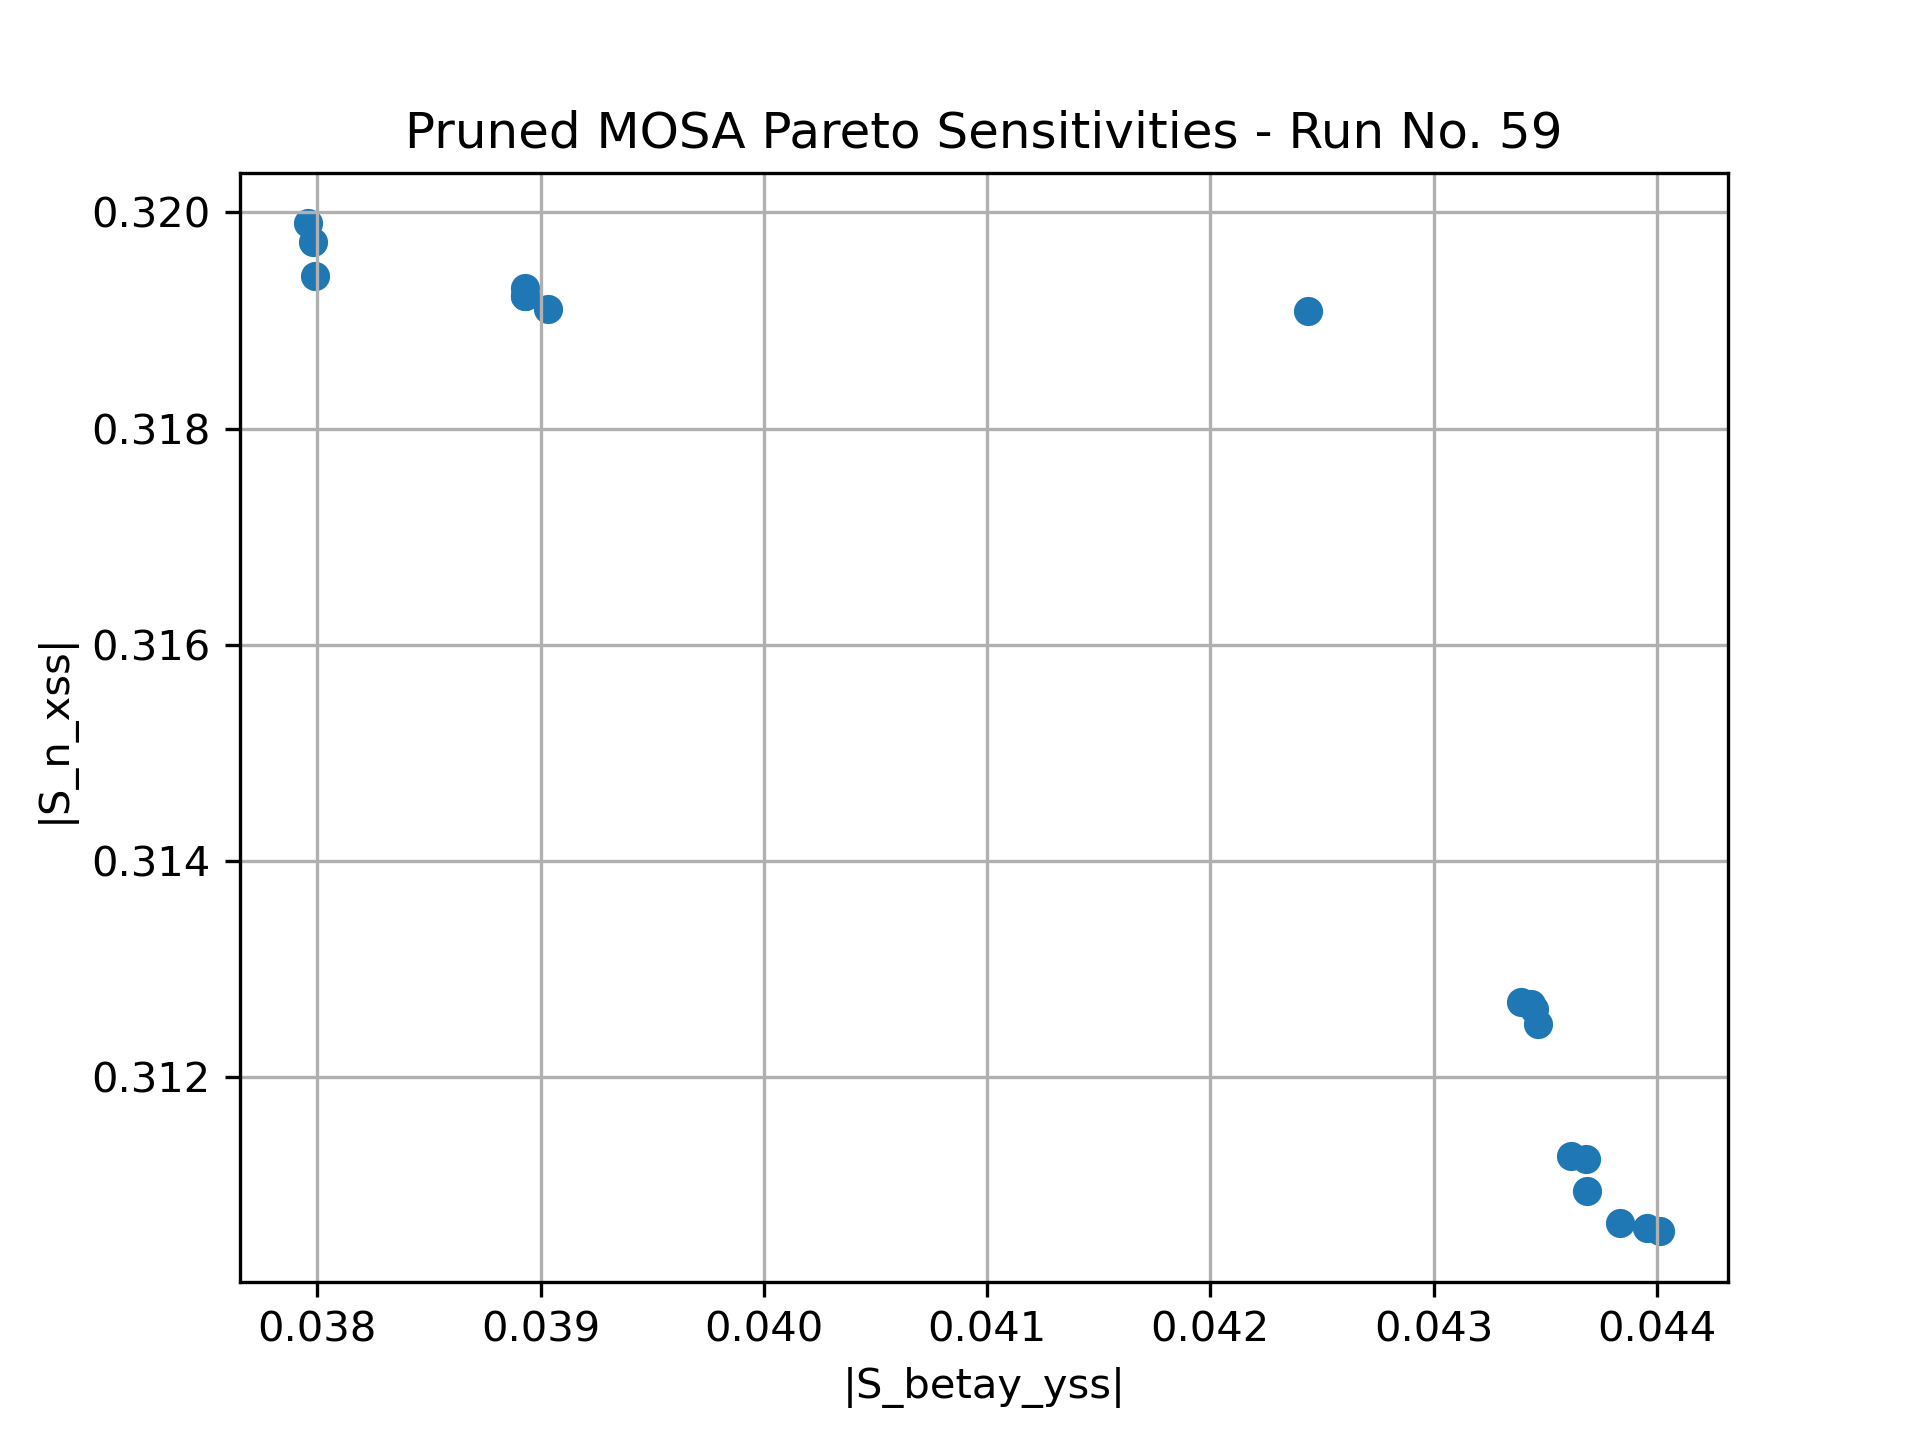 Pruned MOSA Pareto Sensitivities - Run No. 59
0.320
0.318
0.316
0.314
0.312
|S_n_xss|
0.038 0.039 0.040 0.041 0.042 0.043 0.044
|S_betay_yss|